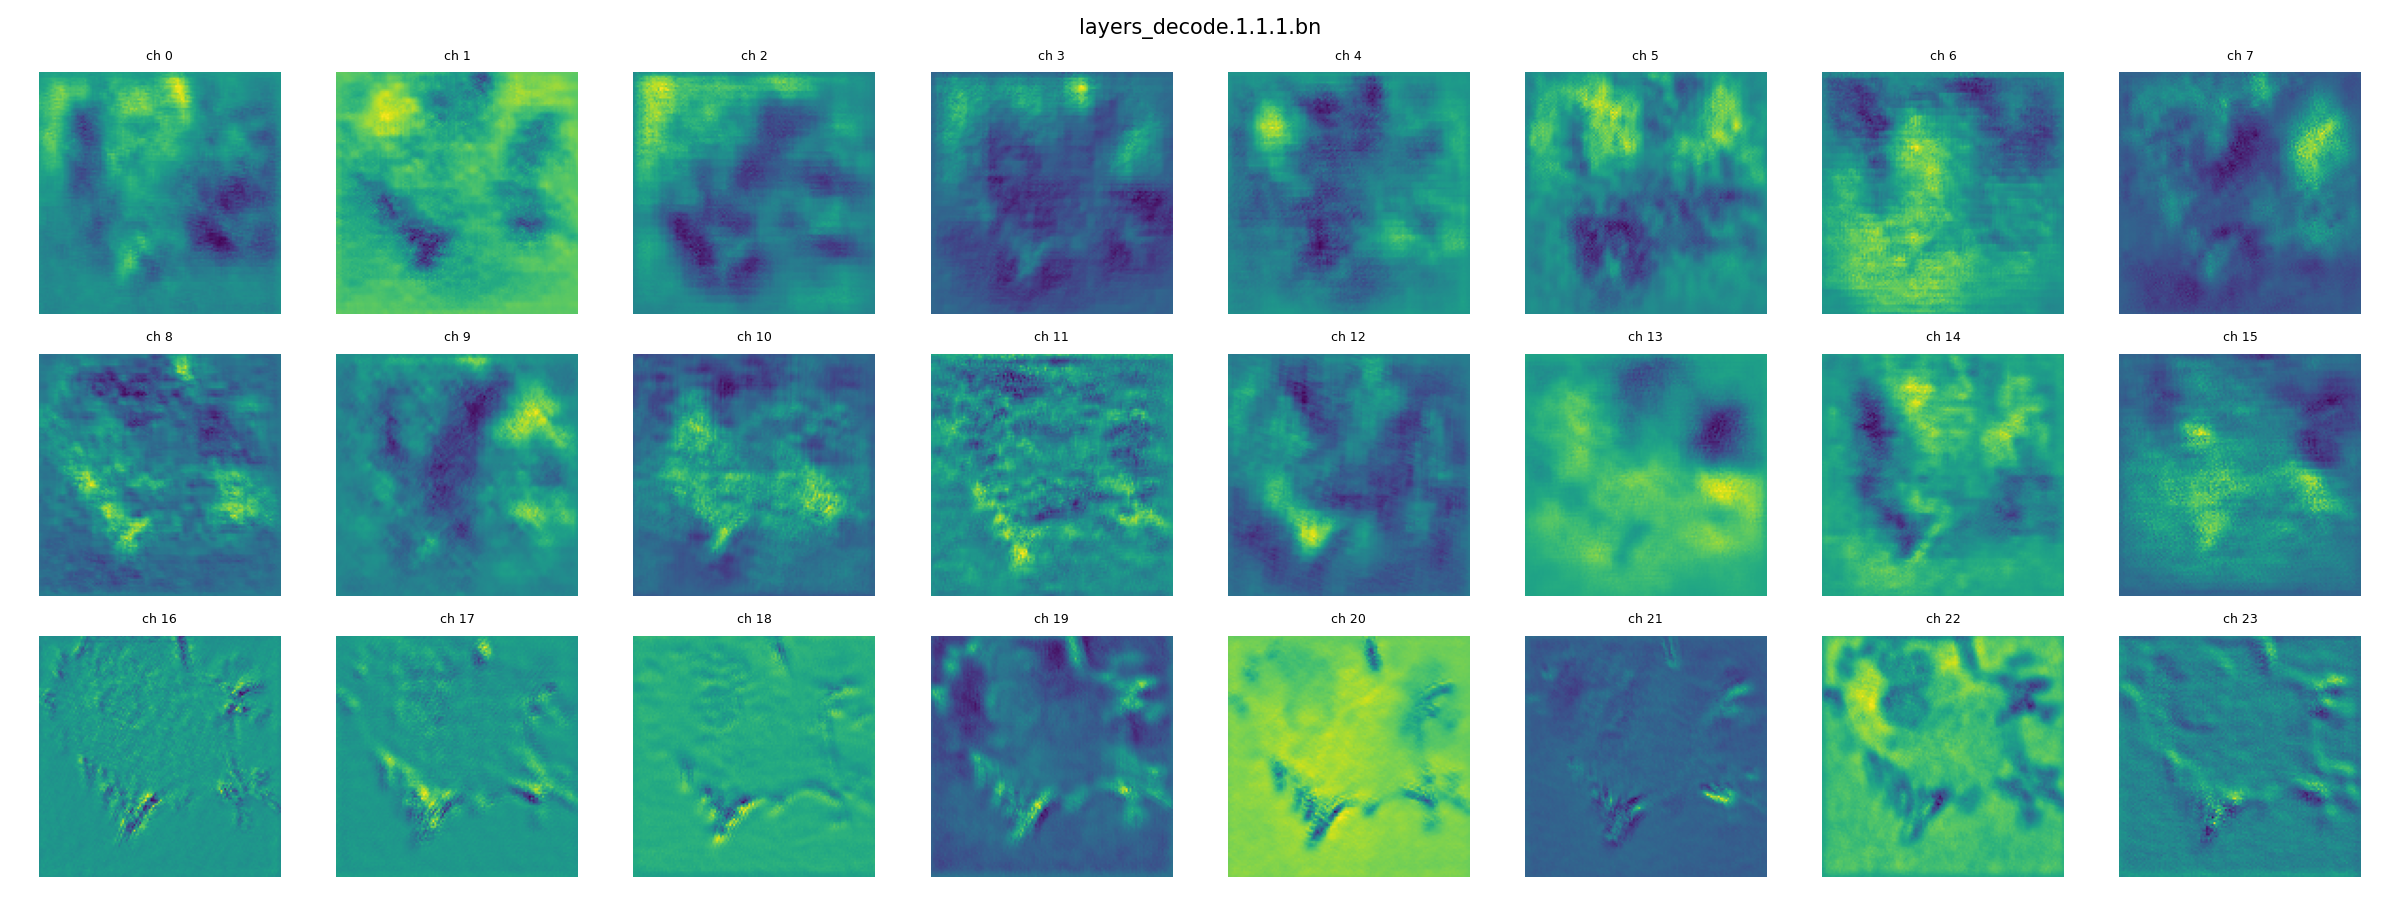 layers_decode.1.1.1.bn
ch 0 ch 1 ch 2 ch 3 ch 4 ch 5 ch 6 ch 7
ch 8 ch 9 ch 10 ch 11 ch 12 ch 13 ch 14 ch 15
ch 16 ch 17 ch 18 ch 19 ch 20 ch 21 ch 22 ch 23